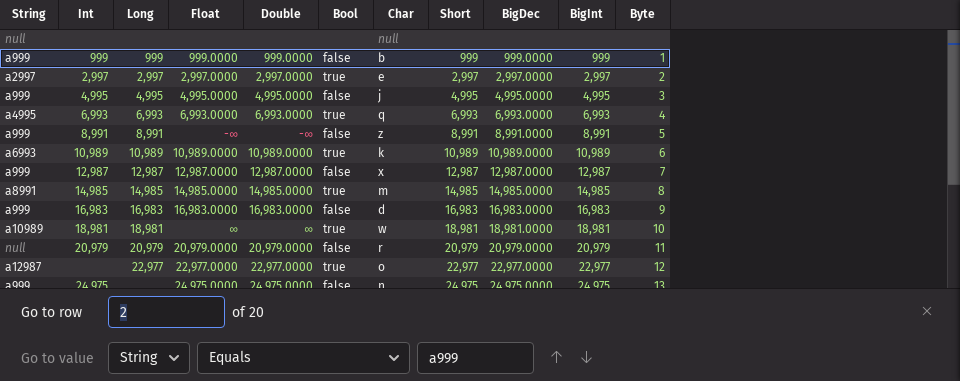 String Int Long Float Double Bool Char Short BigDec BigInt Byte
null null
a999 999 999 999.0000 999.0000 false b 999 999.0000 999 1
a2997 2,997 2,997 2,997.0000 2,997.0000 true e 2,997 2,997.0000 2,997 2
a999 4,995 4,995 4,995.0000 4,995.0000 false j 4,995 4,995.0000 4,995 3
a4995 6,993 6,993 6,993.0000 6,993.0000 true q 6,993 6,993.0000 6,993 4
a999 8,991 8,991 -∞ -∞ false z 8,991 8,991.0000 8,991 5
a6993 10,989 10,989 10,989.0000 10,989.0000 true k 10,989 10,989.0000 10,989 6
a999 12,987 12,987 12,987.0000 12,987.0000 false x 12,987 12,987.0000 12,987 7
a8991 14,985 14,985 14,985.0000 14,985.0000 true m 14,985 14,985.0000 14,985 8
a999 16,983 16,983 16,983.0000 16,983.0000 false d 16,983 16,983.0000 16,983 9
a10989 18,981 18,981 ∞ ∞ true w 18,981 18,981.0000 18,981 10
null 20,979 20,979 20,979.0000 20,979.0000 false r 20,979 20,979.0000 20,979 11
a12987 22,977 22,977.0000 22,977.0000 true o 22,977 22,977.0000 22,977 12
a999 24,975 24,975.0000 24,975.0000 false n 24,975 24,975.0000 24,975 13
Go to row 2 of 20
Go to value String Equals a999